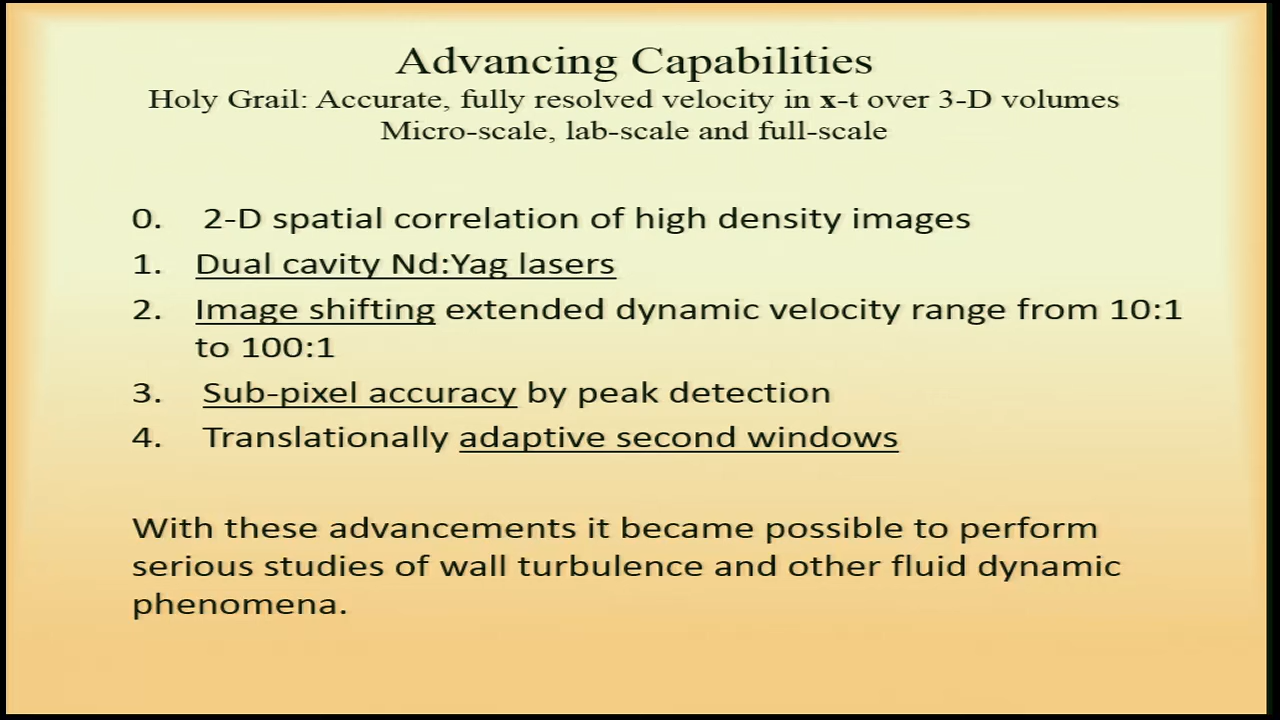 Advancing Capabilities
Holy Grail: Accurate, fully resolved velocity in x-t over 3-D volumes
Micro-scale, lab-scale and full-scale
0. 2-D spatial correlation of high density images
1. Dual cavity Nd:Yag lasers
2. Image shifting extended dynamic velocity range from 10:1
to 100:1
3. Sub-pixel accuracy by peak detection
4. Translationally adaptive second windows
With these advancements it became possible to perform
serious studies of wall turbulence and other fluid dynamic
phenomena.